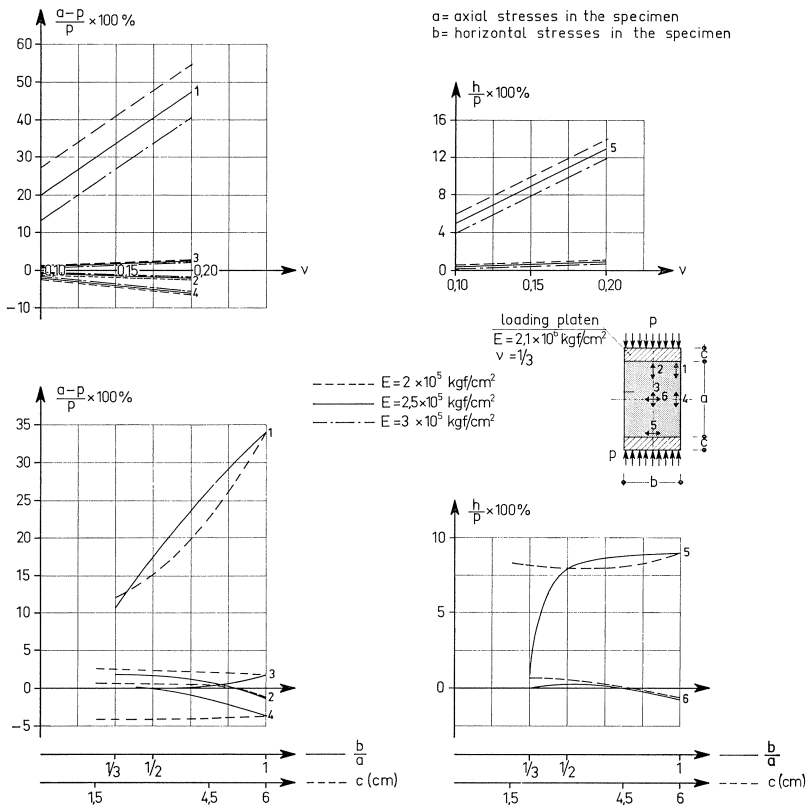 a-p/p ×100 %
60
50
40
30
20
10
0
-10
0,10
0,15
0,20
ν
1
3
2
4
a = axial stresses in the specimen
b = horizontal stresses in the specimen
h/p ×100%
16
12
8
4
0
0,10
0,15
0,20
ν
5
loading platen
E = 2,1×10⁶ kgf/cm²
ν = 1/3
p
c
2
1
3
6
4
a
5
c
p
b
E = 2 ×10⁵ kgf/cm²
E = 2,5×10⁵ kgf/cm²
E = 3 ×10⁵ kgf/cm²
a-p/p ×100%
35
30
25
20
15
10
5
0
-5
1
3
2
4
b/a
1/3
1/2
1
c (cm)
1,5
4,5
6
h/p ×100%
10
5
0
5
6
b/a
1/3
1/2
1
c (cm)
1,5
4,5
6